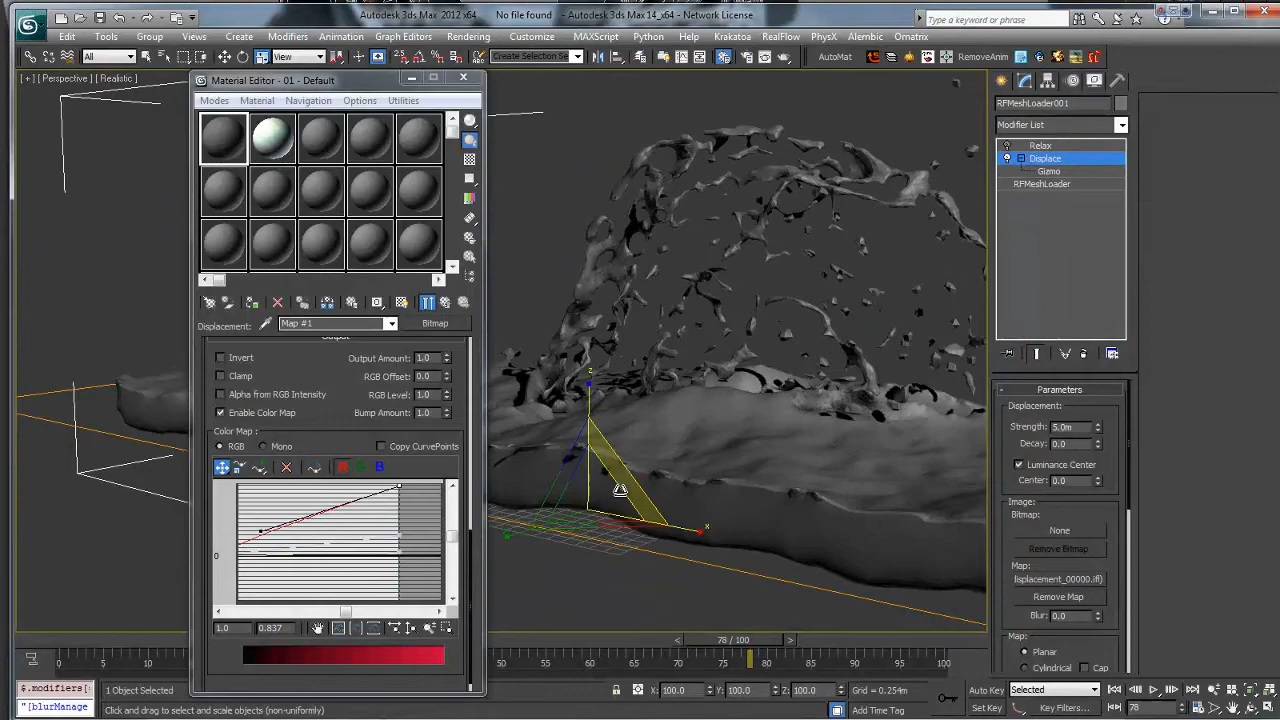 Autodesk 3ds Max 2012 x64 No file found - Autodesk 3ds Max14_x64 - Network License
Type a keyword or phrase
Edit Tools Group Views Create Modifiers Animation Graph Editors Rendering Customize MAXScript Python Help Krakatoa RealFlow PhysX Alembic Ornatrix
All View Create Selection Se AutoMat RemoveAnim
[ + ] [ Perspective ] [ Realistic ]
Material Editor - 01 - Default
Modes Material Navigation Options Utilities
RFMeshLoader001
Modifier List
Relax
Displace
Gizmo
RFMeshLoader
Displacement: Map #1 Bitmap
Output
Invert Output Amount: 1.0
Clamp RGB Offset: 0.0
Alpha from RGB Intensity RGB Level: 1.0
Enable Color Map Bump Amount: 1.0
Color Map :
RGB Mono Copy CurvePoints
R G B
0
1.0 0.837
z
x
Parameters
Displacement:
Strength: 5.0m
Decay: 0.0
Luminance Center
Center: 0.0
Image:
Bitmap:
None
Remove Bitmap
Map:
lisplacement_00000.ifl)
Remove Map
Blur: 0.0
Map:
Planar
Cylindrical Cap
78 / 100
0 5 10 50 55 60 65 70 75 80 85 90 95 100
$.modifiers[
"[blurManage
1 Object Selected X: 100.0 Y: 100.0 Z: 100.0 Grid = 0.254m Auto Key Selected
Click and drag to select and scale objects (non-uniformly) Add Time Tag Set Key Key Filters... 78